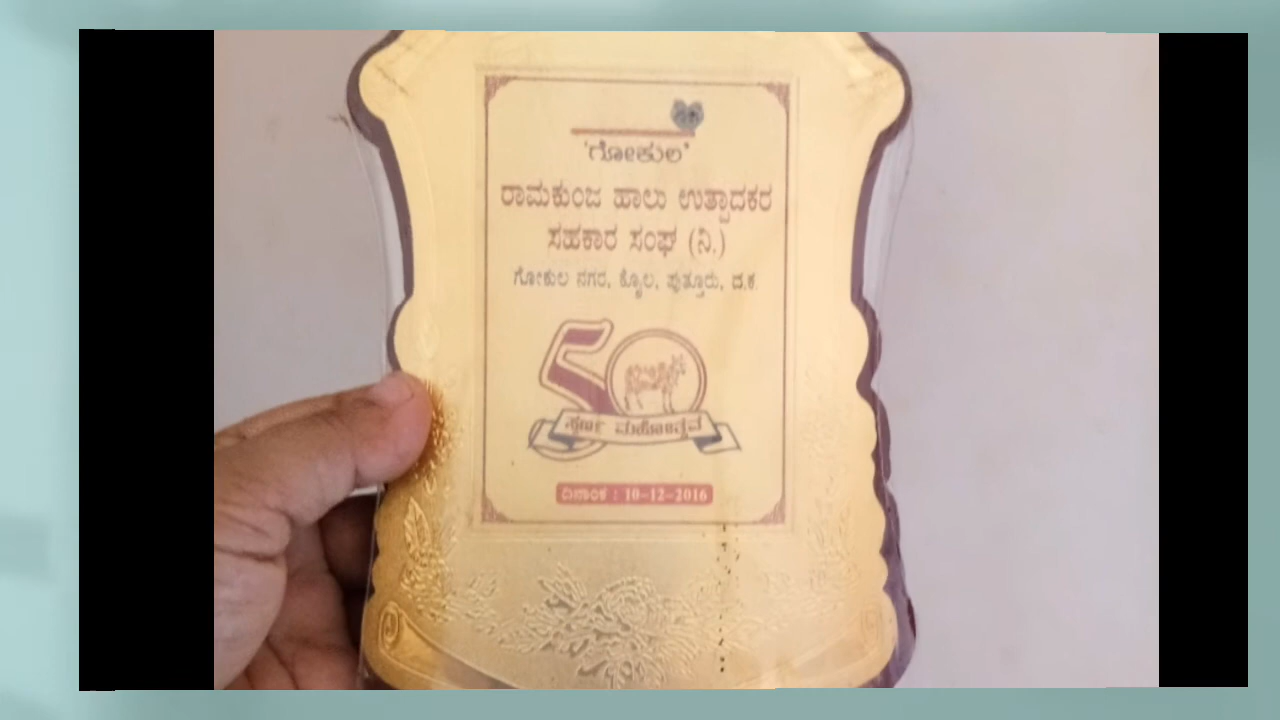 'ಗೋಕುಲ'
ರಾಮಕುಂಜ ಹಾಲು ಉತ್ಪಾದಕರ
ಸಹಕಾರ ಸಂಘ (ನಿ.)
ಗೋಕುಲ ನಗರ, ಕ್ಯೊಲ, ಪುತ್ತೂರು, ದ.ಕ.
50
ಸ್ವರ್ಣ ಮಹೋತ್ಸವ
ದಿನಾಂಕ : 10-12-2016